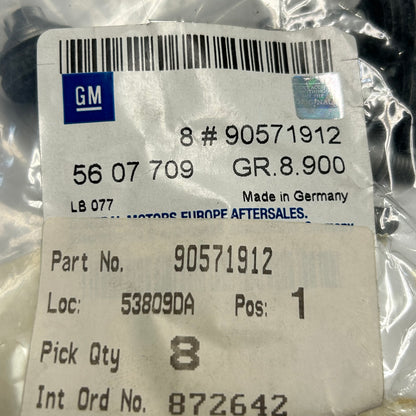 GM
8 # 90571912
56 07 709 GR.8.900
LB 077 Made in Germany
MOTORS EUROPE AFTERSALES.
Part No. 90571912
Loc: 53809DA Pos: 1
Pick Qty 8
Int Ord No. 872642